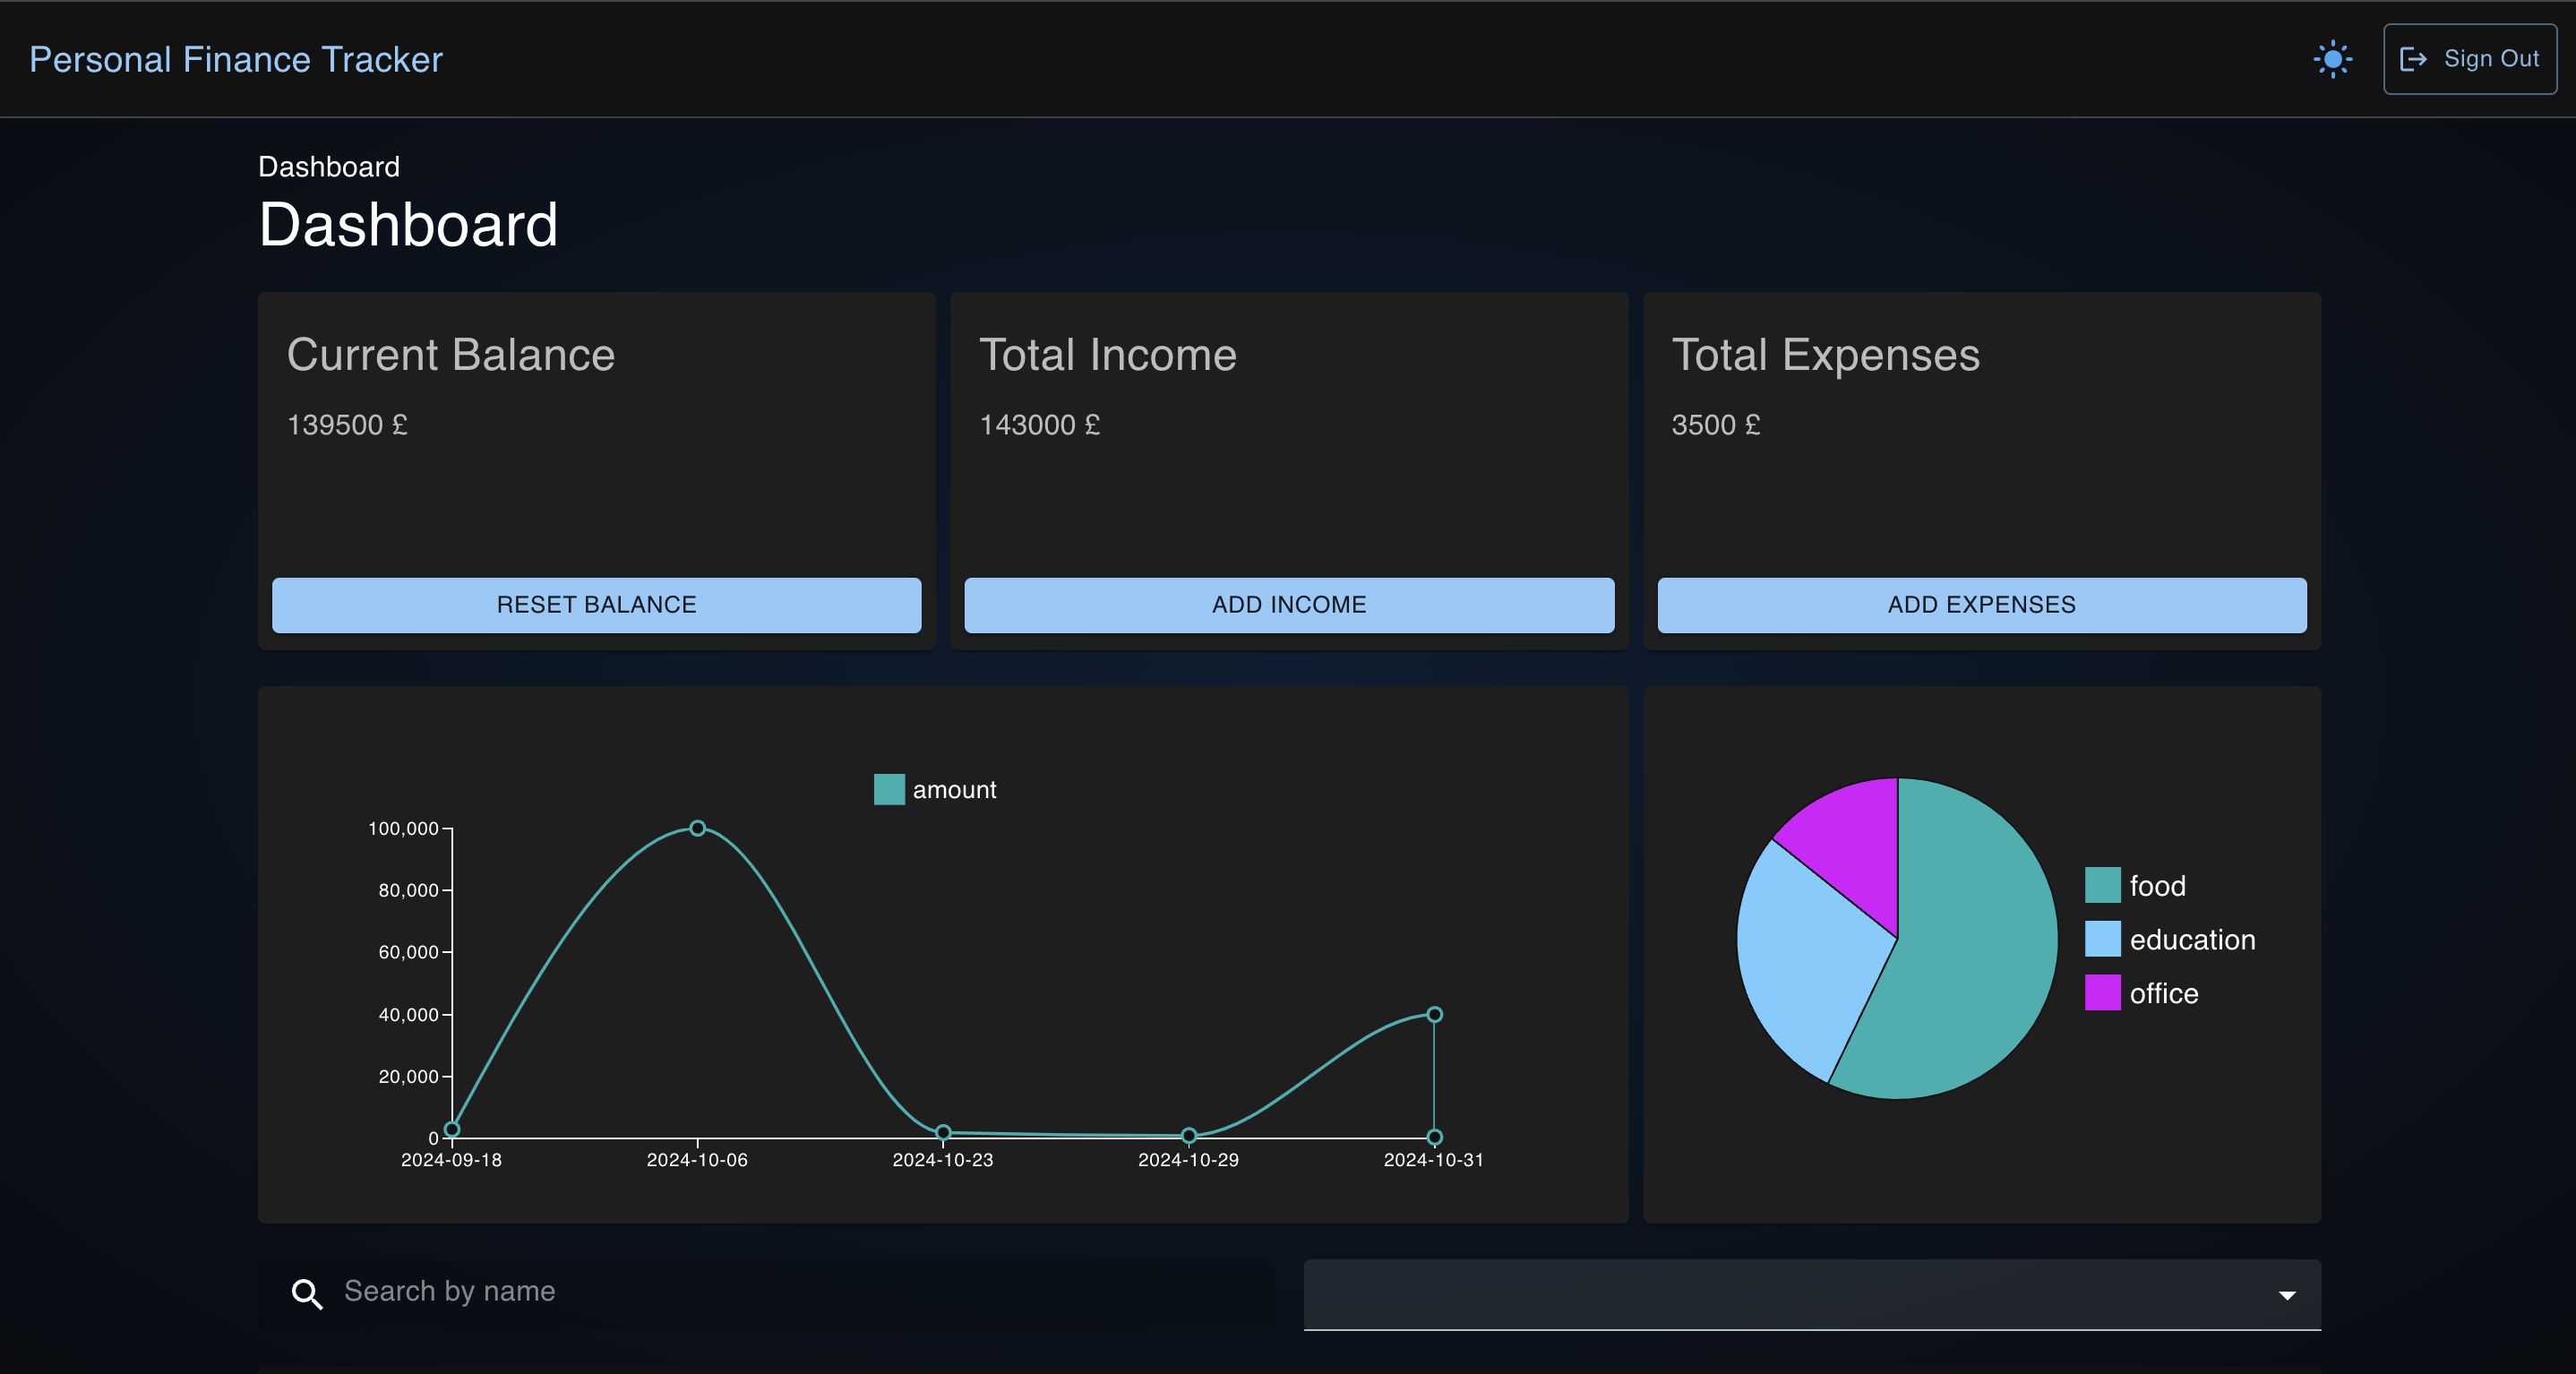 Personal Finance Tracker
Sign Out
Dashboard
Dashboard
Current Balance
139500 £
RESET BALANCE
Total Income
143000 £
ADD INCOME
Total Expenses
3500 £
ADD EXPENSES
amount
100,000
80,000
60,000
40,000
20,000
0
2024-09-18 2024-10-06 2024-10-23 2024-10-29 2024-10-31
food
education
office
Search by name